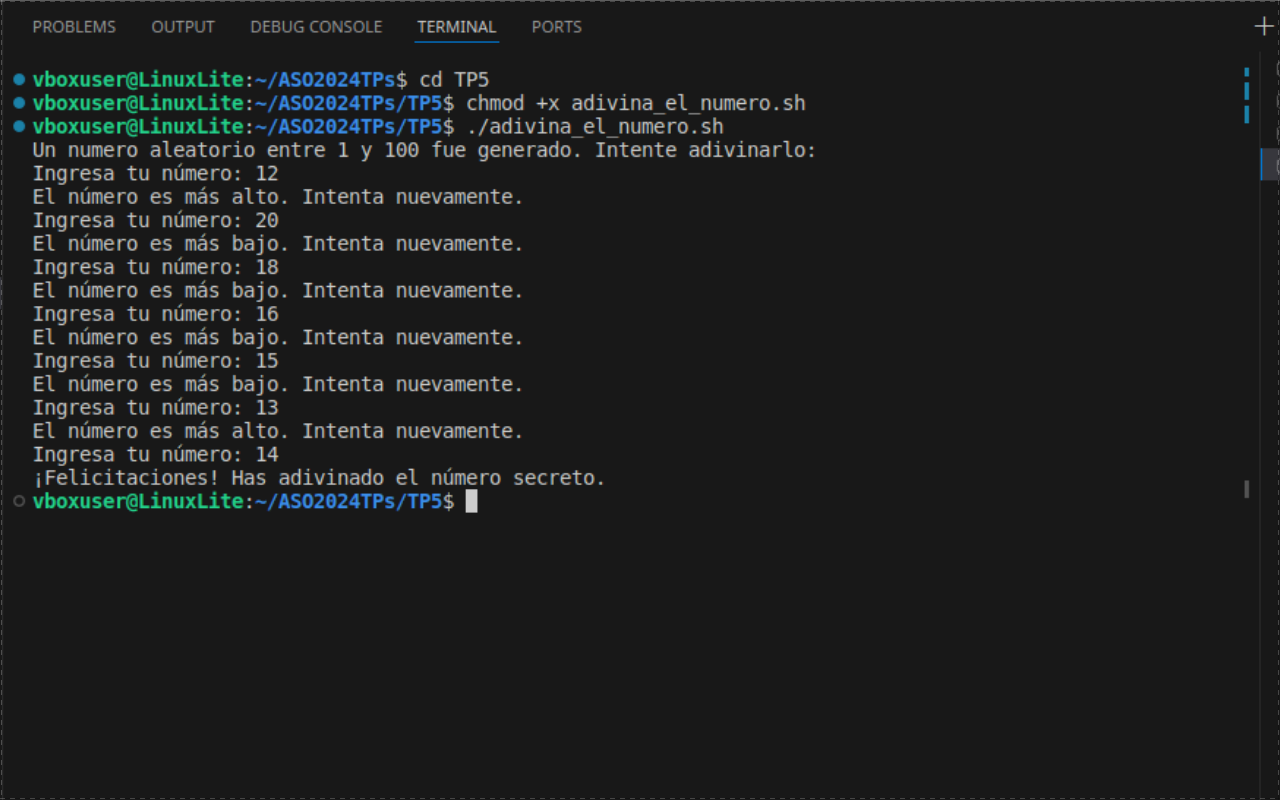 PROBLEMS OUTPUT DEBUG CONSOLE TERMINAL PORTS
vboxuser@LinuxLite:~/ASO2024TPs$ cd TP5
vboxuser@LinuxLite:~/ASO2024TPs/TP5$ chmod +x adivina_el_numero.sh
vboxuser@LinuxLite:~/ASO2024TPs/TP5$ ./adivina_el_numero.sh
Un numero aleatorio entre 1 y 100 fue generado. Intente adivinarlo:
Ingresa tu número: 12
El número es más alto. Intenta nuevamente.
Ingresa tu número: 20
El número es más bajo. Intenta nuevamente.
Ingresa tu número: 18
El número es más bajo. Intenta nuevamente.
Ingresa tu número: 16
El número es más bajo. Intenta nuevamente.
Ingresa tu número: 15
El número es más bajo. Intenta nuevamente.
Ingresa tu número: 13
El número es más alto. Intenta nuevamente.
Ingresa tu número: 14
¡Felicitaciones! Has adivinado el número secreto.
vboxuser@LinuxLite:~/ASO2024TPs/TP5$